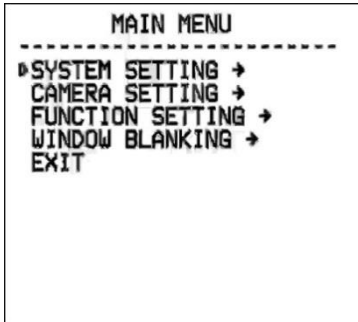 MAIN MENU
SYSTEM SETTING →
CAMERA SETTING →
FUNCTION SETTING →
WINDOW BLANKING →
EXIT